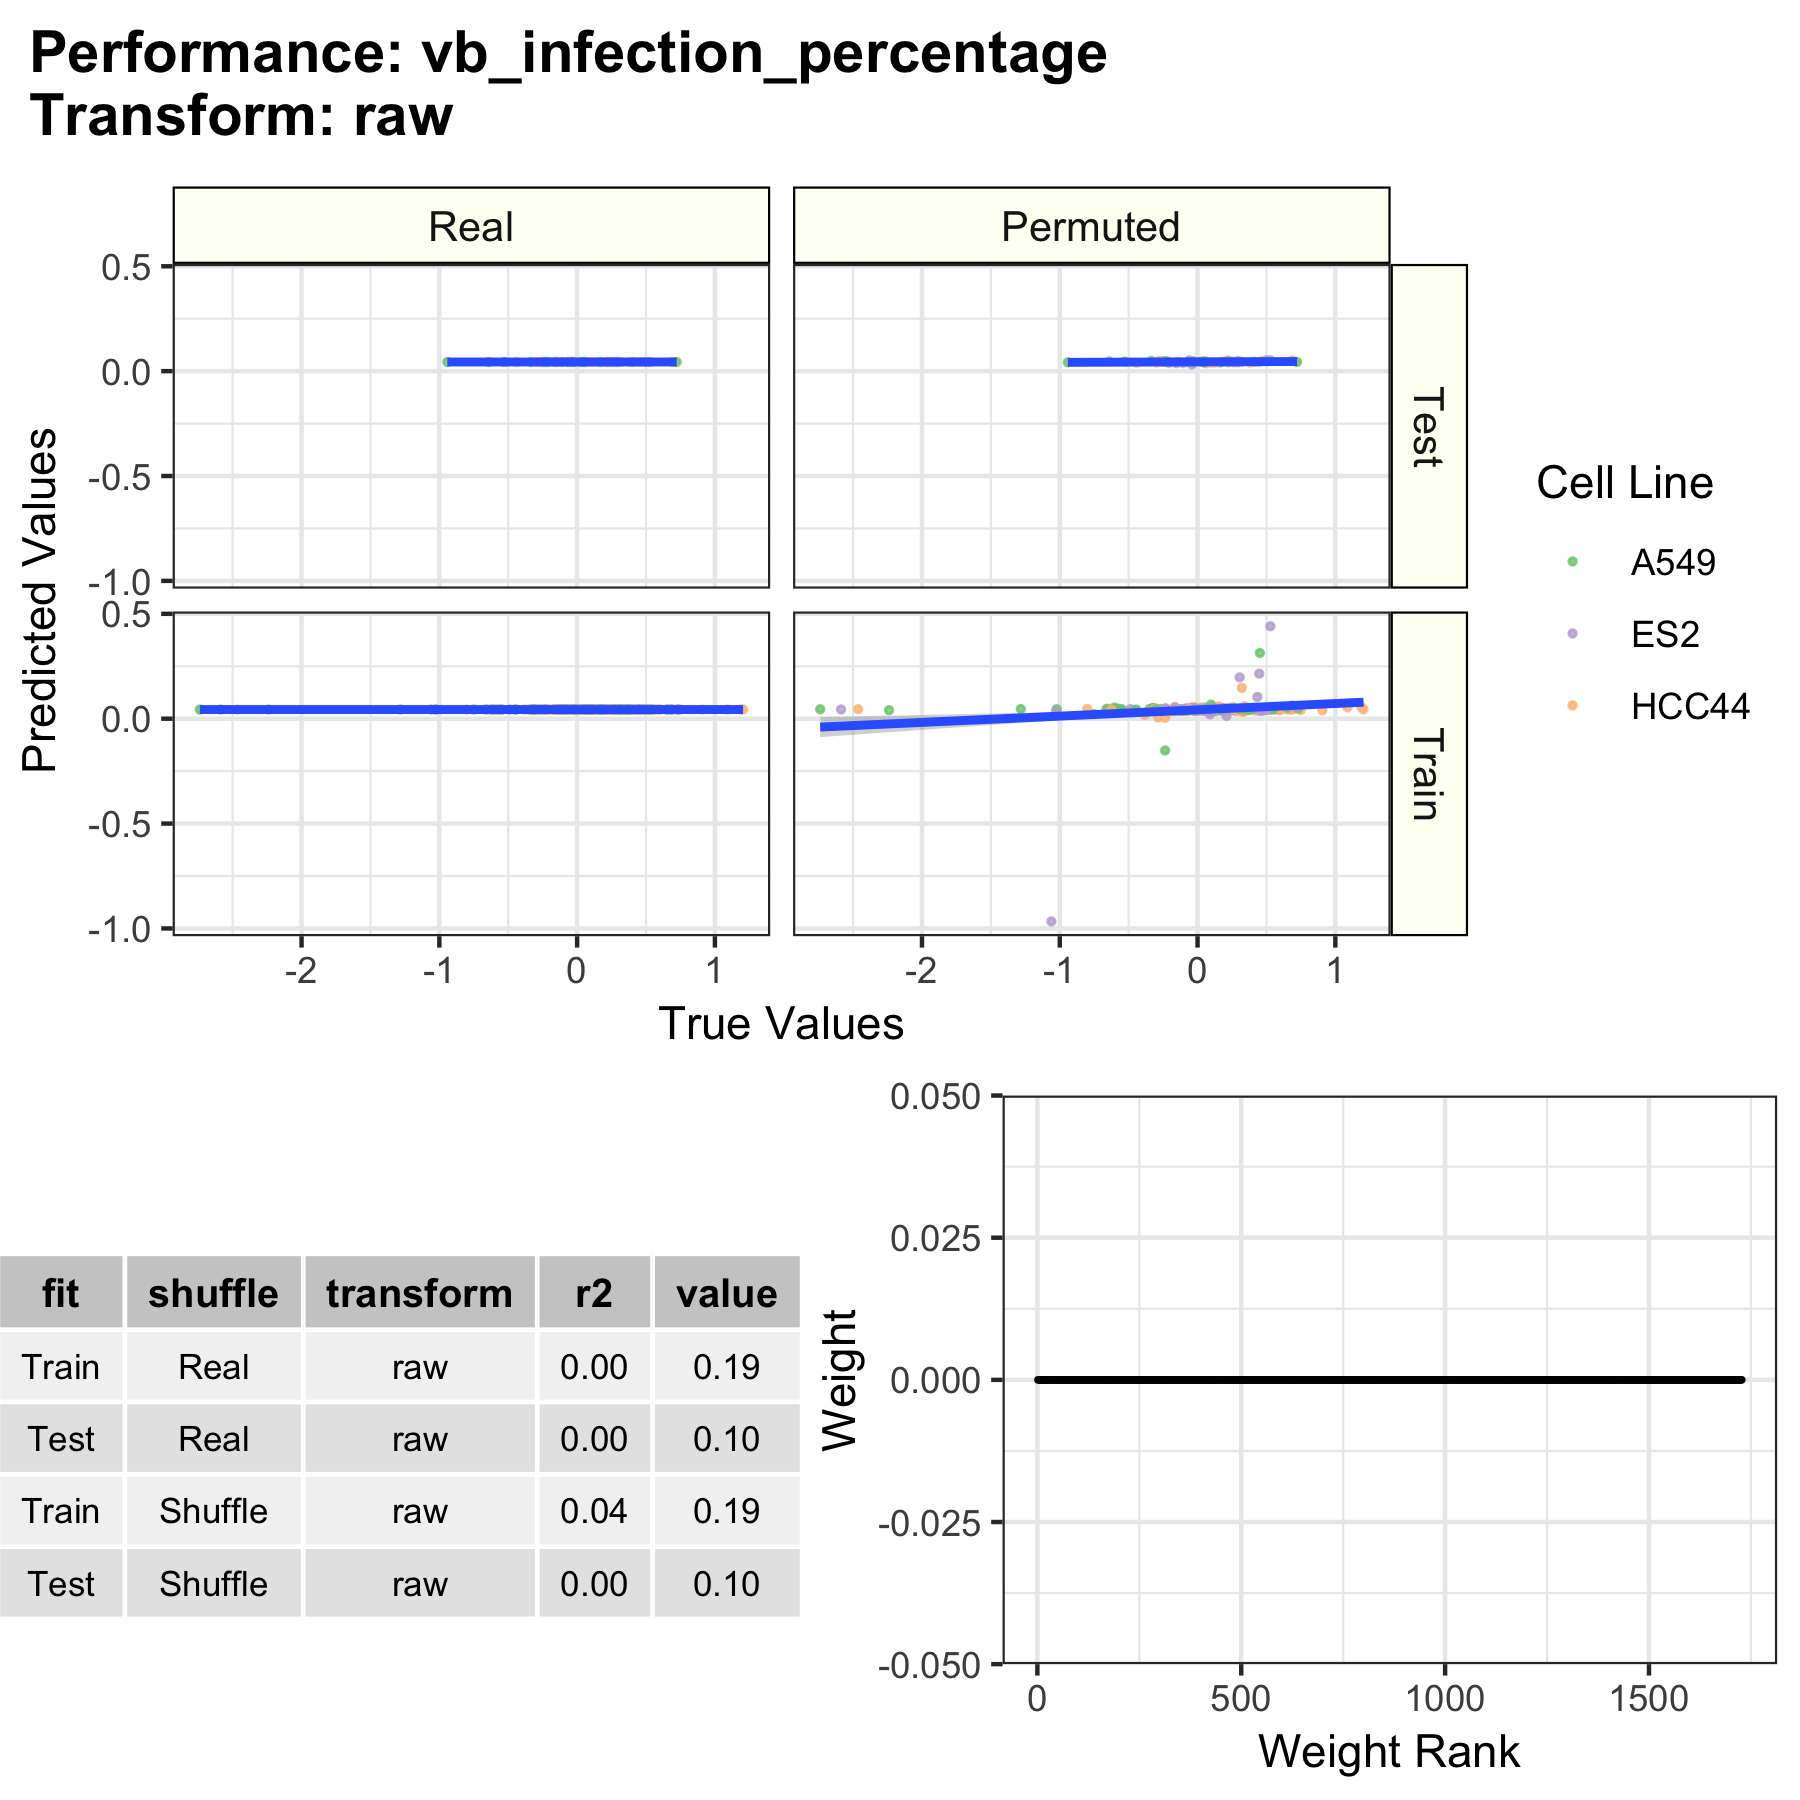 Performance: vb_infection_percentage
Transform: raw
Real
Permuted
0.5
0.0
-0.5
-1.0
Test
0.5
0.0
-0.5
-1.0
Train
Predicted Values
-2 -1 0 1
-2 -1 0 1
True Values
Cell Line
A549
ES2
HCC44
fit shuffle transform r2 value
Train Real raw 0.00 0.19
Test Real raw 0.00 0.10
Train Shuffle raw 0.04 0.19
Test Shuffle raw 0.00 0.10
Weight
0.050
0.025
0.000
-0.025
-0.050
0 500 1000 1500
Weight Rank